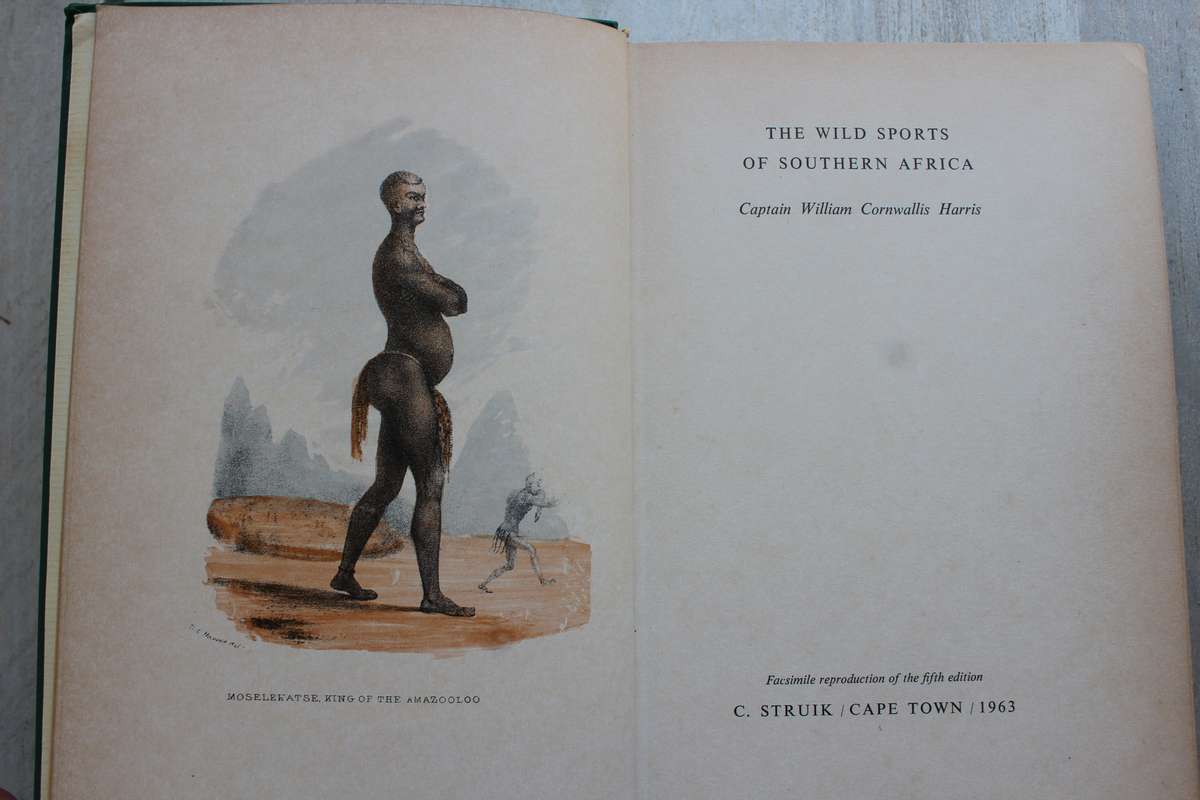 MOSELEKATSE, KING OF THE AMAZOOLOO
THE WILD SPORTS
OF SOUTHERN AFRICA
Captain William Cornwallis Harris
Facsimile reproduction of the fifth edition
C. STRUIK / CAPE TOWN / 1963